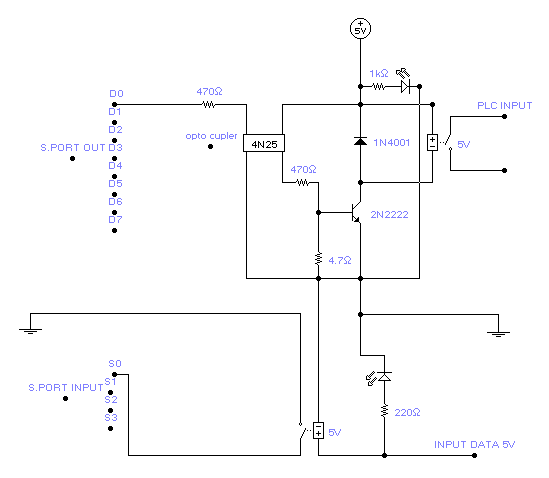 +
5V
1kΩ
D0
470Ω
PLC INPUT
D1
D2
opto cupler
S.PORT OUT
D3
4N25
1N4001
+
-
5V
D4
470Ω
D5
D6
2N2222
D7
4.7Ω
S0
S1
S.PORT INPUT
S2
S3
220Ω
-
+
5V
INPUT DATA 5V